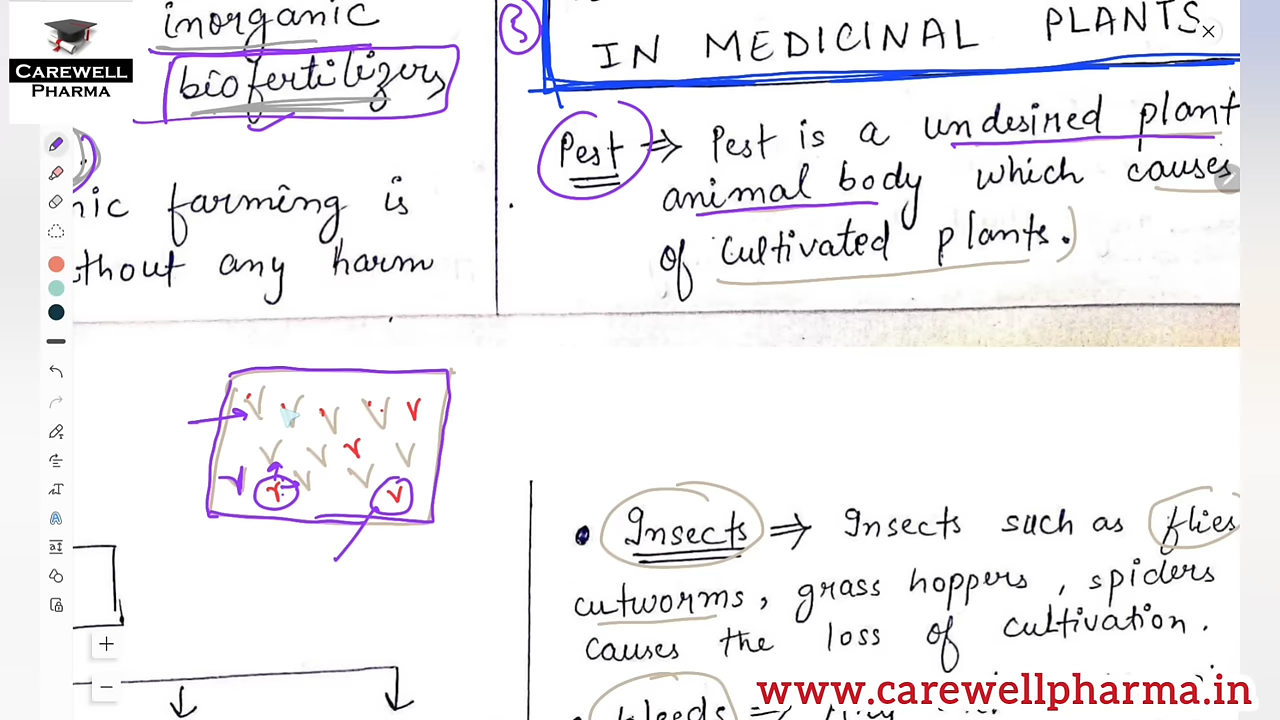 CAREWELL
PHARMA
inorganic
biofertilizers
nic farming is
thout any harm
3
IN MEDICINAL PLANTS
Pest ⇒ Pest is a undesired plant
animal body which causes
of cultivated plants.
• Insects ⇒ Insects such as flies
cutworms, grass hoppers, spiders
causes the loss of cultivation.
www.carewellpharma.in